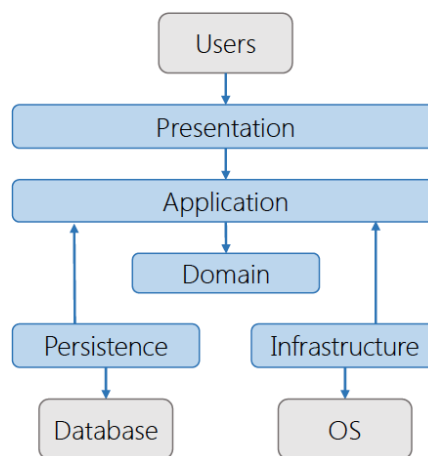 Users
Presentation
Application
Domain
Persistence
Infrastructure
Database
OS